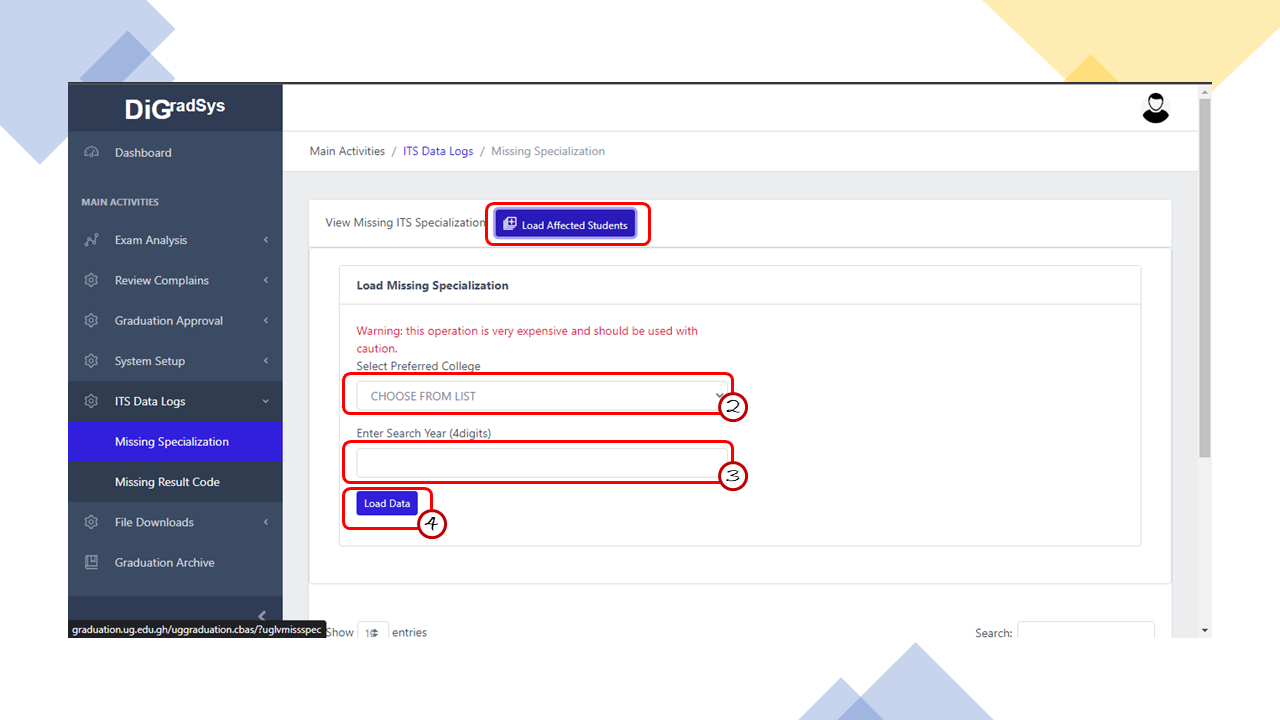 DiGradSys
Dashboard
MAIN ACTIVITIES
Exam Analysis
Review Complains
Graduation Approval
System Setup
ITS Data Logs
Missing Specialization
Missing Result Code
File Downloads
Graduation Archive
graduation.ug.edu.gh/uggraduation.cbas/?uglvmissspec
Main Activities / ITS Data Logs / Missing Specialization
View Missing ITS Specialization
Load Affected Students
Load Missing Specialization
Warning: this operation is very expensive and should be used with
caution.
Select Preferred College
CHOOSE FROM LIST
2
Enter Search Year (4digits)
3
Load Data
4
Show entries
Search: